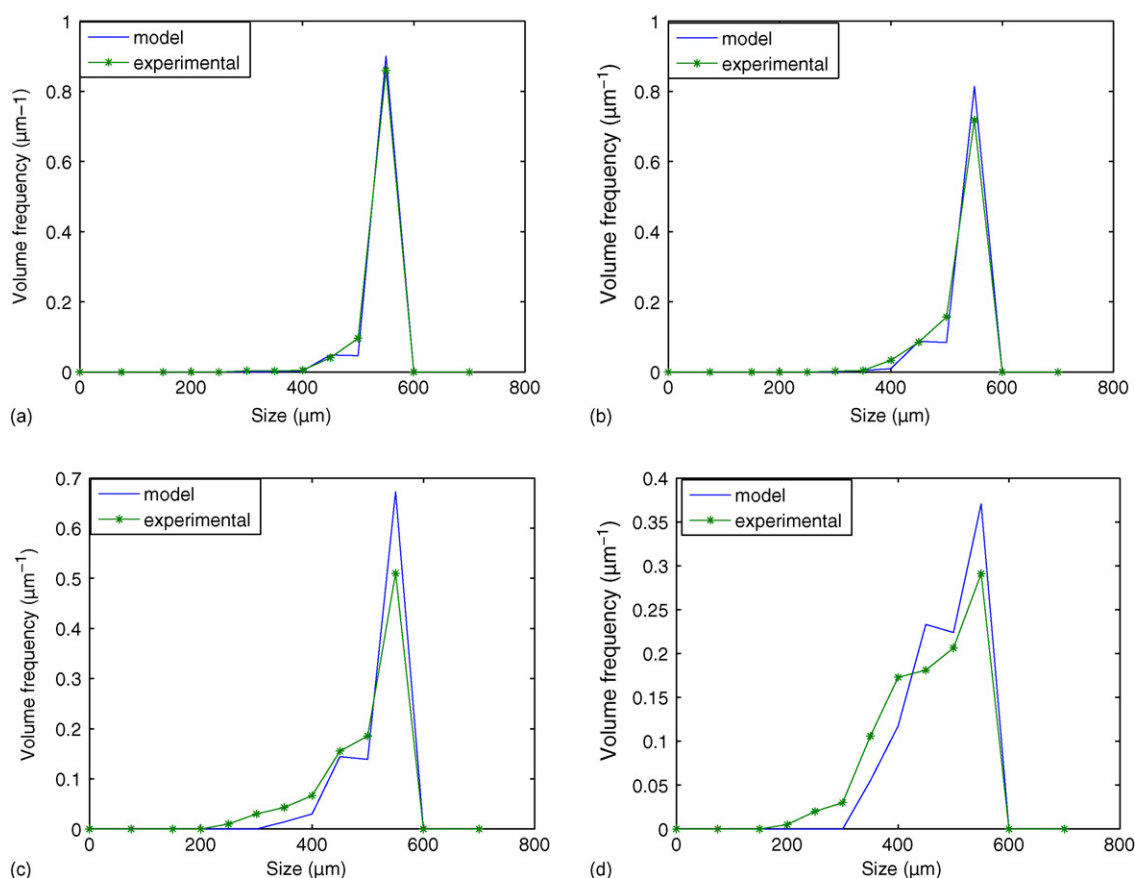 1
0.8
0.6
0.4
0.2
0
Volume frequency (µm−1)
model
experimental
0 200 400 600 800
(a) Size (µm)
1
0.8
0.6
0.4
0.2
0
Volume frequency (µm⁻¹)
model
experimental
0 200 400 600 800
(b) Size (µm)
0.7
0.6
0.5
0.4
0.3
0.2
0.1
0
Volume frequency (µm⁻¹)
model
experimental
0 200 400 600 800
(c) Size (µm)
0.4
0.35
0.3
0.25
0.2
0.15
0.1
0.05
0
Volume frequency (µm⁻¹)
model
experimental
0 200 400 600 800
(d) Size (µm)